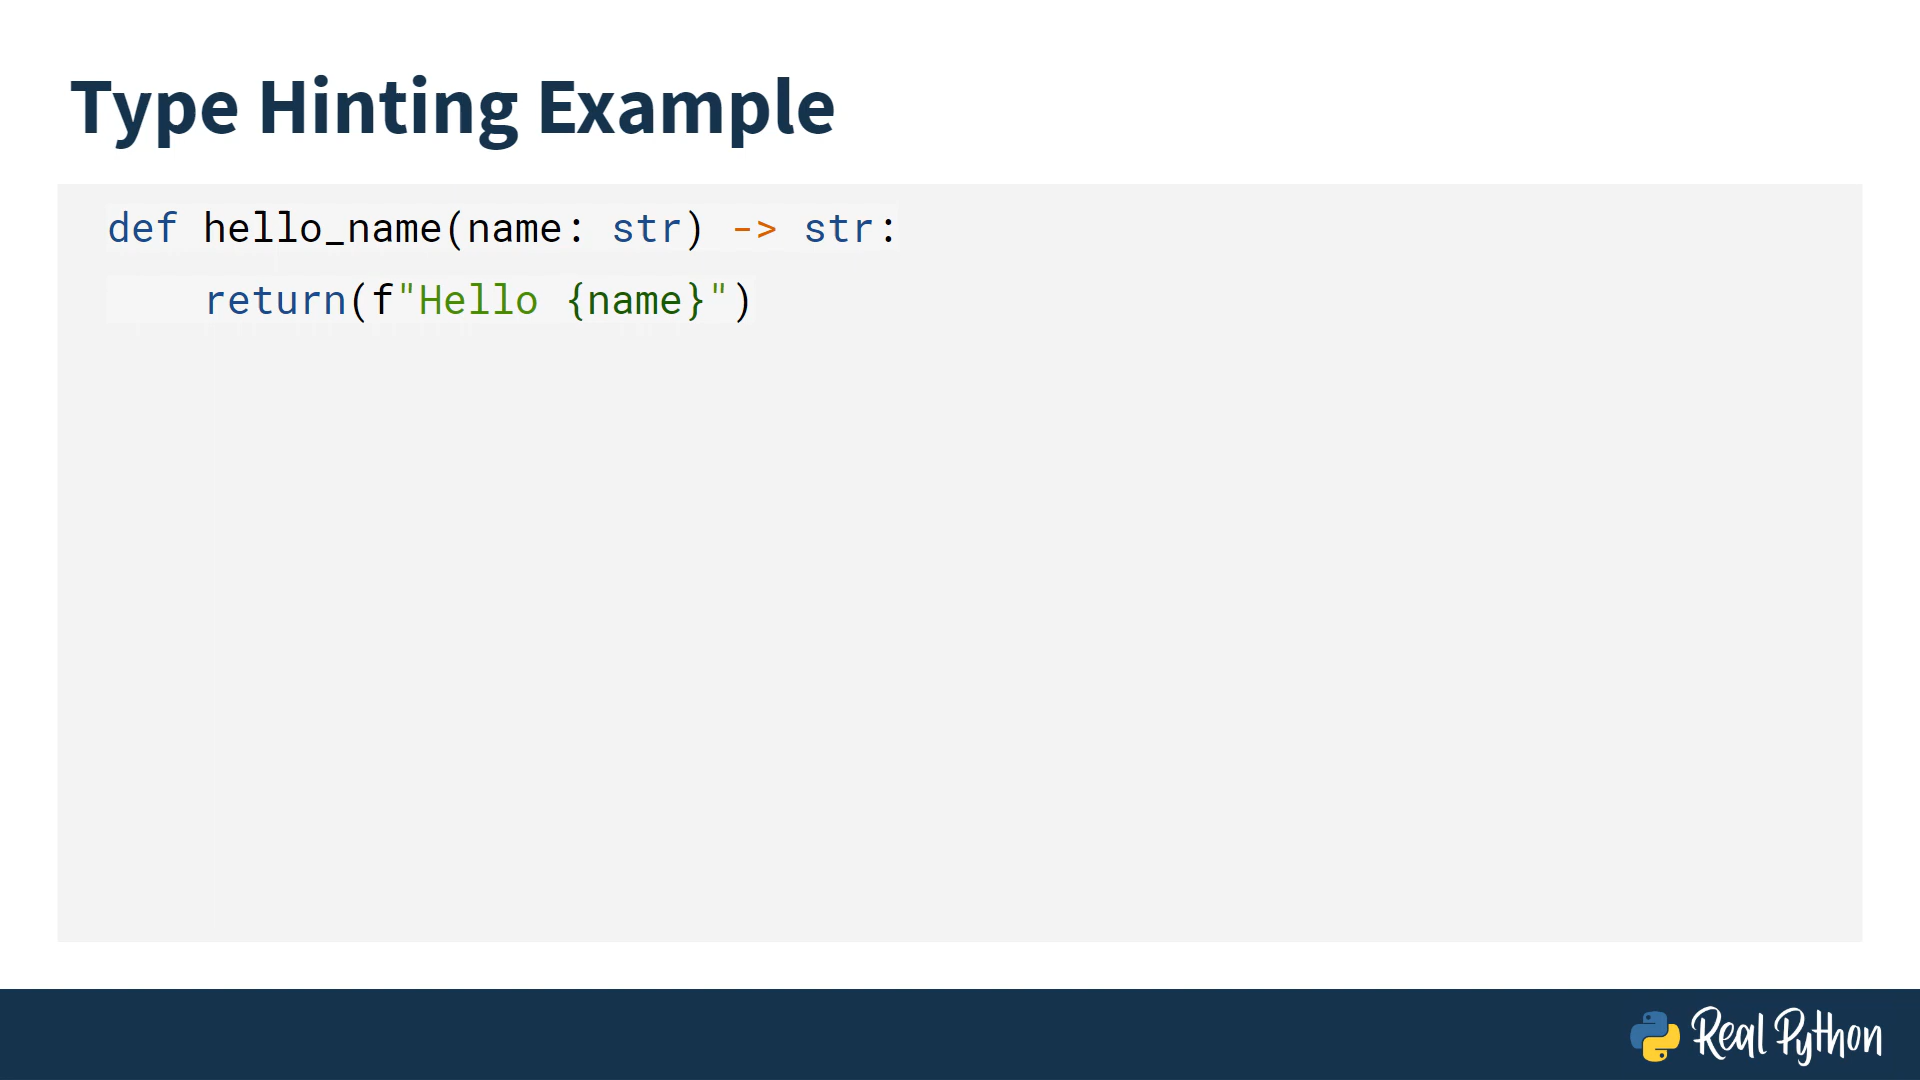 Type Hinting Example
def hello_name(name: str) -> str:
    return(f"Hello {name}")
Real Python